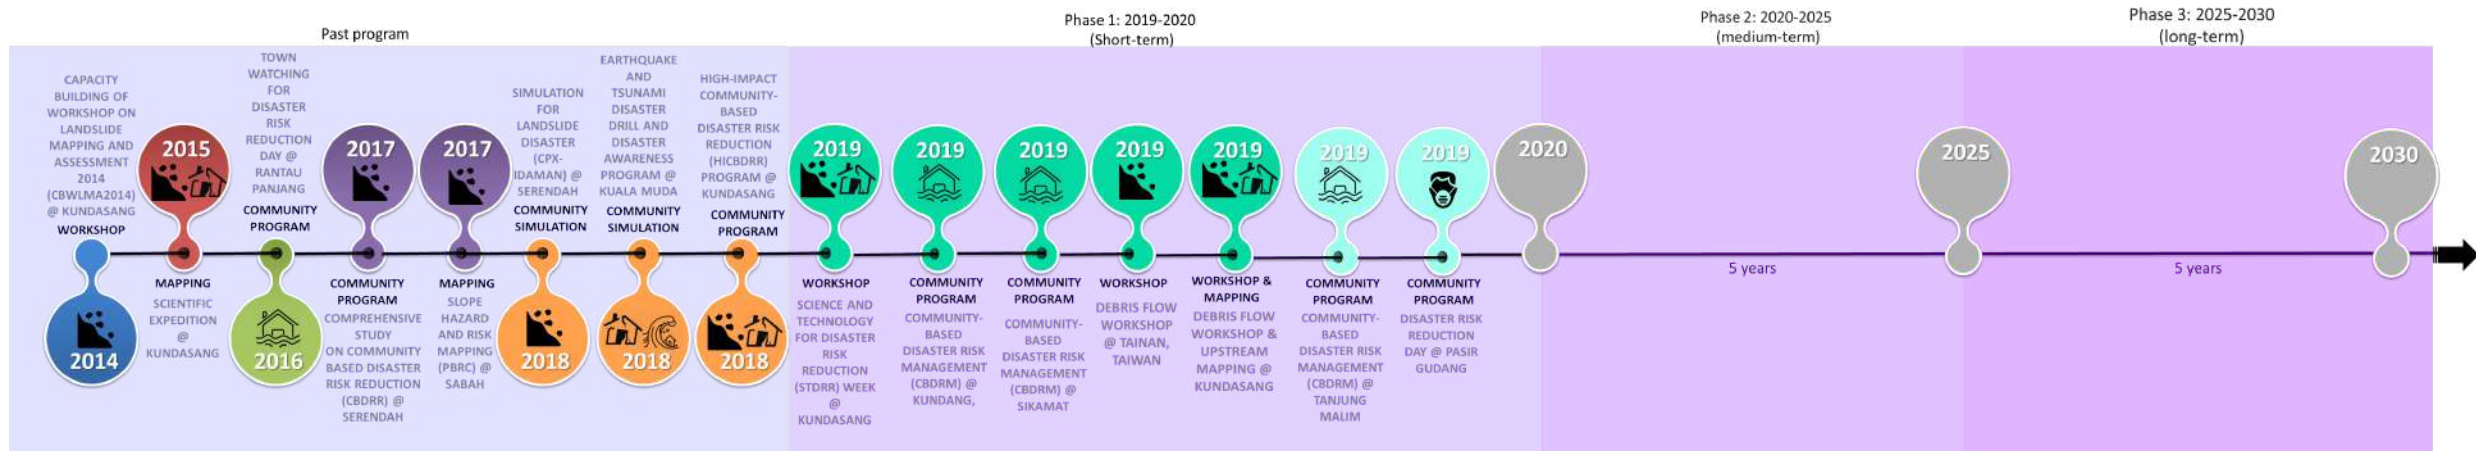 Past program
Phase 1: 2019-2020
(Short-term)
Phase 2: 2020-2025
(medium-term)
Phase 3: 2025-2030
(long-term)
CAPACITY
BUILDING OF
WORKSHOP ON
LANDSLIDE
MAPPING AND
ASSESSMENT
2014
(CBWLMA2014)
@ KUNDASANG
WORKSHOP
2014
2015
MAPPING
SCIENTIFIC
EXPEDITION
@
KUNDASANG
TOWN
WATCHING
FOR
DISASTER
RISK
REDUCTION
DAY @
RANTAU
PANJANG
COMMUNITY
PROGRAM
2016
2017
COMMUNITY
PROGRAM
COMPREHENSIVE
STUDY
ON COMMUNITY
BASED DISASTER
RISK REDUCTION
(CBDRR) @
SERENDAH
2017
MAPPING
SLOPE
HAZARD
AND RISK
MAPPING
(PBRC) @
SABAH
SIMULATION
FOR
LANDSLIDE
DISASTER
(CPX-
IDAMAN) @
SERENDAH
COMMUNITY
SIMULATION
2018
EARTHQUAKE
AND
TSUNAMI
DISASTER
DRILL AND
DISASTER
AWARENESS
PROGRAM @
KUALA MUDA
COMMUNITY
SIMULATION
2018
HIGH-IMPACT
COMMUNITY-
BASED
DISASTER RISK
REDUCTION
(HICBDRR)
PROGRAM @
KUNDASANG
COMMUNITY
PROGRAM
2018
2019
WORKSHOP
SCIENCE AND
TECHNOLOGY
FOR DISASTER
RISK
REDUCTION
(STDRR) WEEK
@
KUNDASANG
2019
COMMUNITY
PROGRAM
COMMUNITY-
BASED
DISASTER RISK
MANAGEMENT
(CBDRM) @
KUNDANG,
2019
COMMUNITY
PROGRAM
COMMUNITY-
BASED
DISASTER RISK
MANAGEMENT
(CBDRM) @
SIKAMAT
2019
WORKSHOP
DEBRIS FLOW
WORKSHOP
@ TAINAN,
TAIWAN
2019
WORKSHOP &
MAPPING
DEBRIS FLOW
WORKSHOP &
UPSTREAM
MAPPING @
KUNDASANG
2019
COMMUNITY
PROGRAM
COMMUNITY-
BASED
DISASTER RISK
MANAGEMENT
(CBDRM) @
TANJUNG
MALIM
2019
COMMUNITY
PROGRAM
DISASTER RISK
REDUCTION
DAY @ PASIR
GUDANG
2020
5 years
2025
5 years
2030